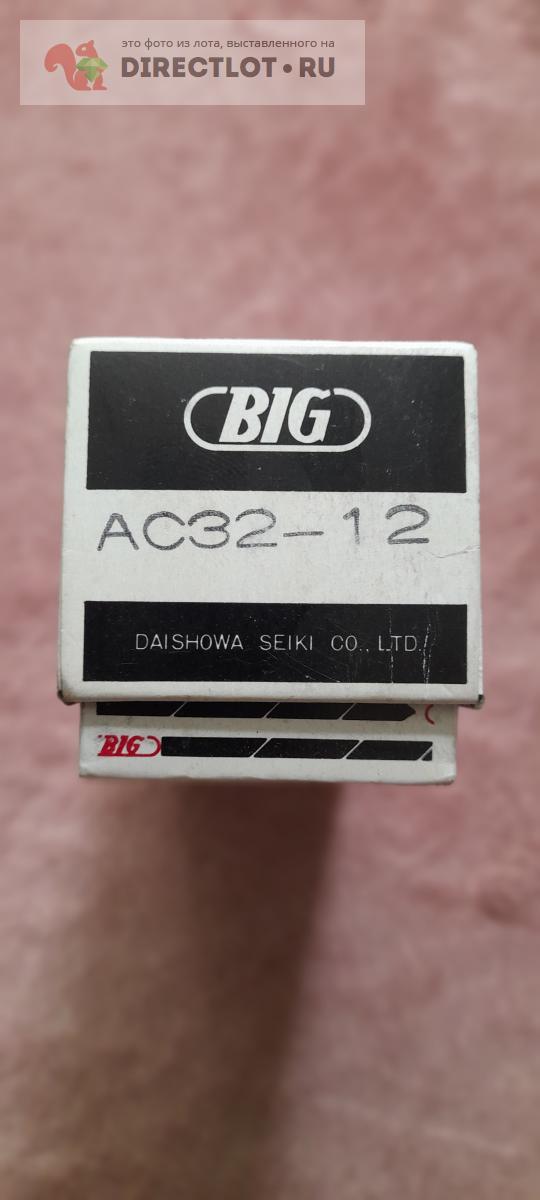 это фото из лота, выставленного на
DIRECTLOT•RU
BIG
AC32-12
DAISHOWA SEIKI CO., LTD.
BIG